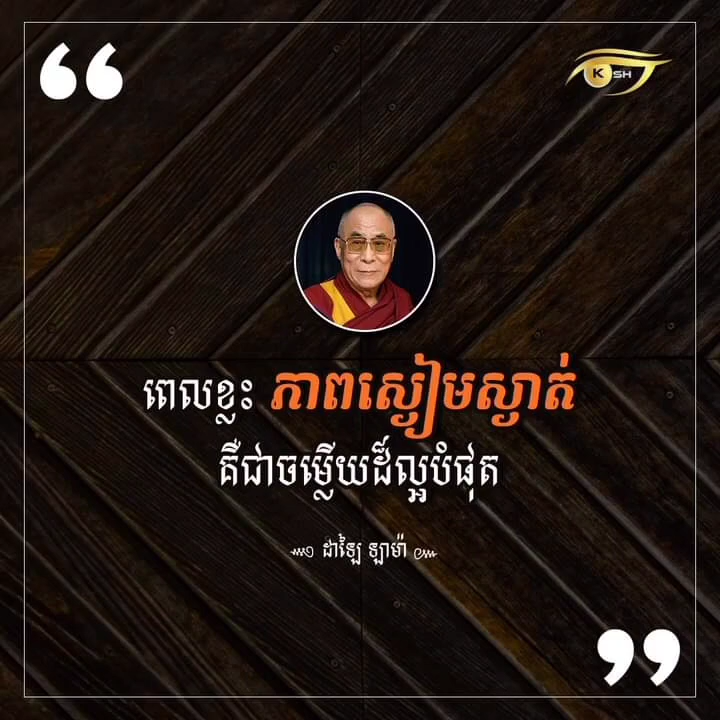 “
K SH
ពេលខ្លះ ភាពស្ងៀមស្ងាត់
គឺជាចម្លើយដ៏ល្អបំផុត
ដាឡៃ ឡាម៉ា
”